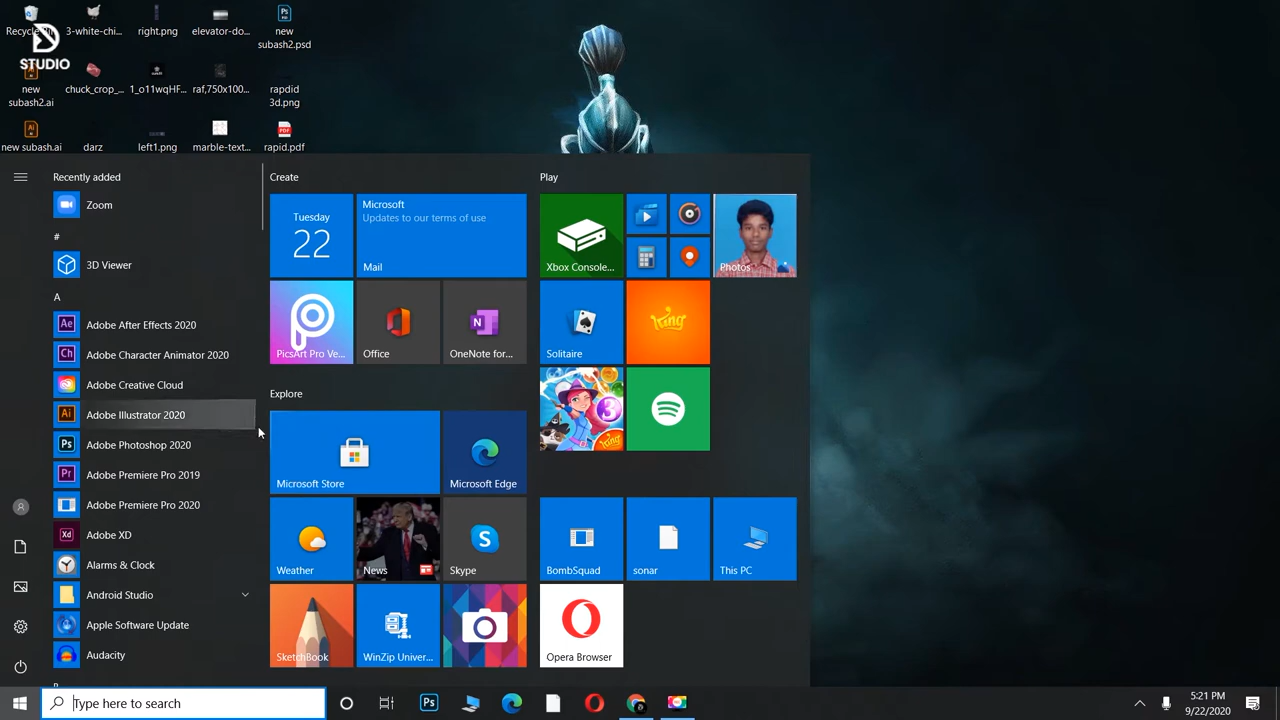 Recycle Bin
3-white-chi...
right.png
elevator-do...
new
subash2.psd
STUDIO
new
subash2.ai
chuck_crop_...
1_o11wqHF...
raf,750x100...
rapdid
3d.png
new subash.ai
darz
left1.png
marble-text...
rapid.pdf
Recently added
Zoom
#
3D Viewer
A
Adobe After Effects 2020
Adobe Character Animator 2020
Adobe Creative Cloud
Adobe Illustrator 2020
Adobe Photoshop 2020
Adobe Premiere Pro 2019
Adobe Premiere Pro 2020
Adobe XD
Alarms & Clock
Android Studio
Apple Software Update
Audacity
Create
Tuesday
22
Microsoft
Updates to our terms of use
Mail
PicsArt Pro Ve...
Office
OneNote for...
Explore
Microsoft Store
Microsoft Edge
Weather
News
Skype
SketchBook
WinZip Univer...
Play
Xbox Console...
Photos
Solitaire
King
3
King
BombSquad
sonar
This PC
Opera Browser
Type here to search
5:21 PM
9/22/2020